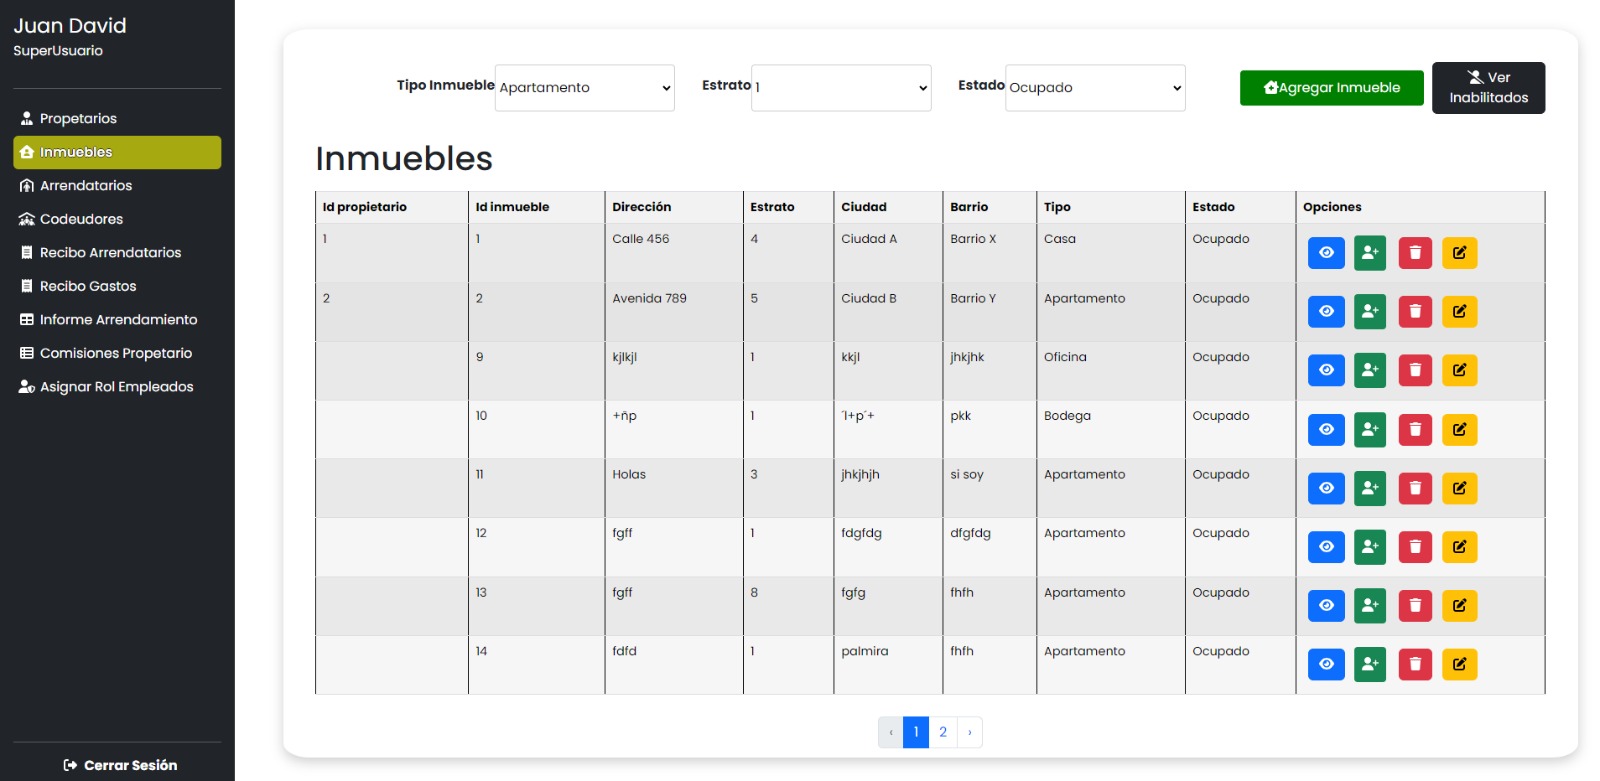 Juan David
SuperUsuario
Propetarios
Inmuebles
Arrendatarios
Codeudores
Recibo Arrendatarios
Recibo Gastos
Informe Arrendamiento
Comisiones Propetario
Asignar Rol Empleados
Cerrar Sesión
Tipo Inmueble Apartamento Estrato 1 Estado Ocupado Agregar Inmueble Ver
Inabilitados
Inmuebles
Id propietario Id inmueble Dirección Estrato Ciudad Barrio Tipo Estado Opciones
1 1 Calle 456 4 Ciudad A Barrio X Casa Ocupado
2 2 Avenida 789 5 Ciudad B Barrio Y Apartamento Ocupado
9 kjlkjl 1 kkjl jhkjhk Oficina Ocupado
10 +ñp 1 ´l+p´+ pkk Bodega Ocupado
11 Holas 3 jhkjhjh si soy Apartamento Ocupado
12 fgff 1 fdgfdg dfgfdg Apartamento Ocupado
13 fgff 8 fgfg fhfh Apartamento Ocupado
14 fdfd 1 palmira fhfh Apartamento Ocupado
‹ 1 2 ›